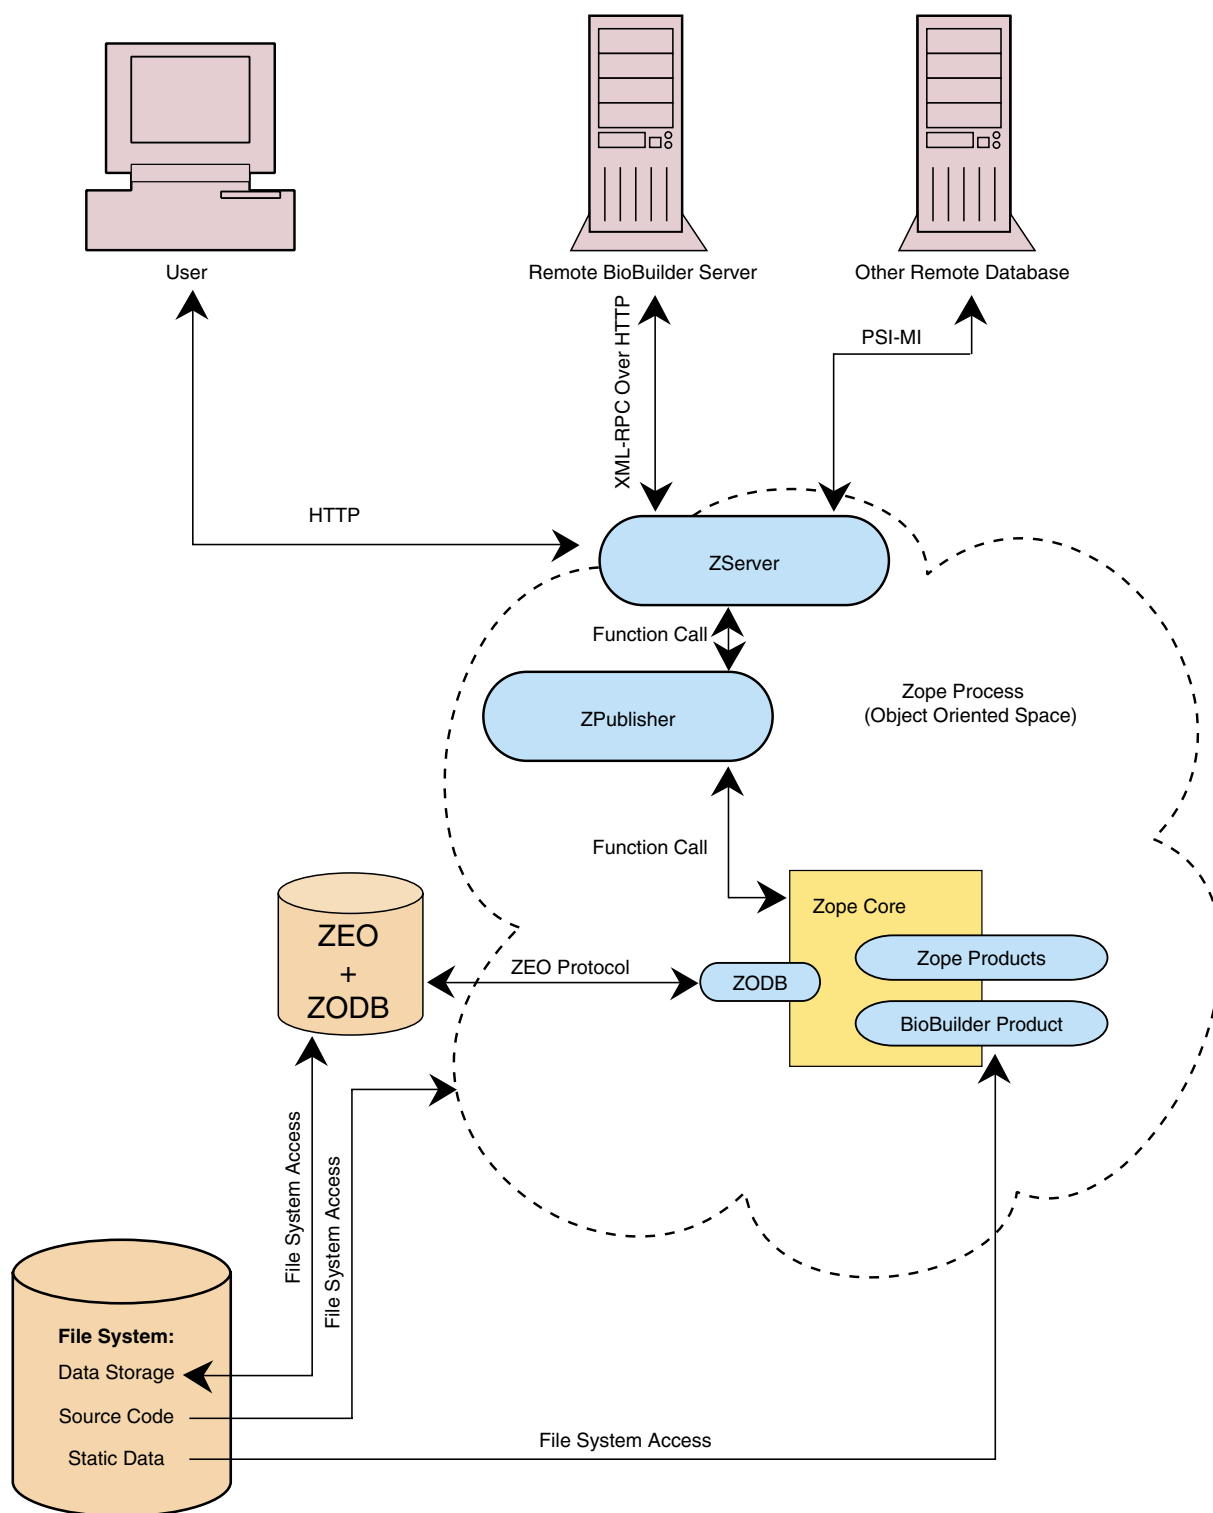 User
Remote BioBuilder Server
Other Remote Database
XML-RPC Over HTTP
PSI-MI
HTTP
ZServer
Function Call
ZPublisher
Zope Process
(Object Oriented Space)
Function Call
Zope Core
ZEO
+
ZODB
ZEO Protocol
ZODB
Zope Products
BioBuilder Product
File System Access
File System Access
File System:
Data Storage
Source Code
Static Data
File System Access